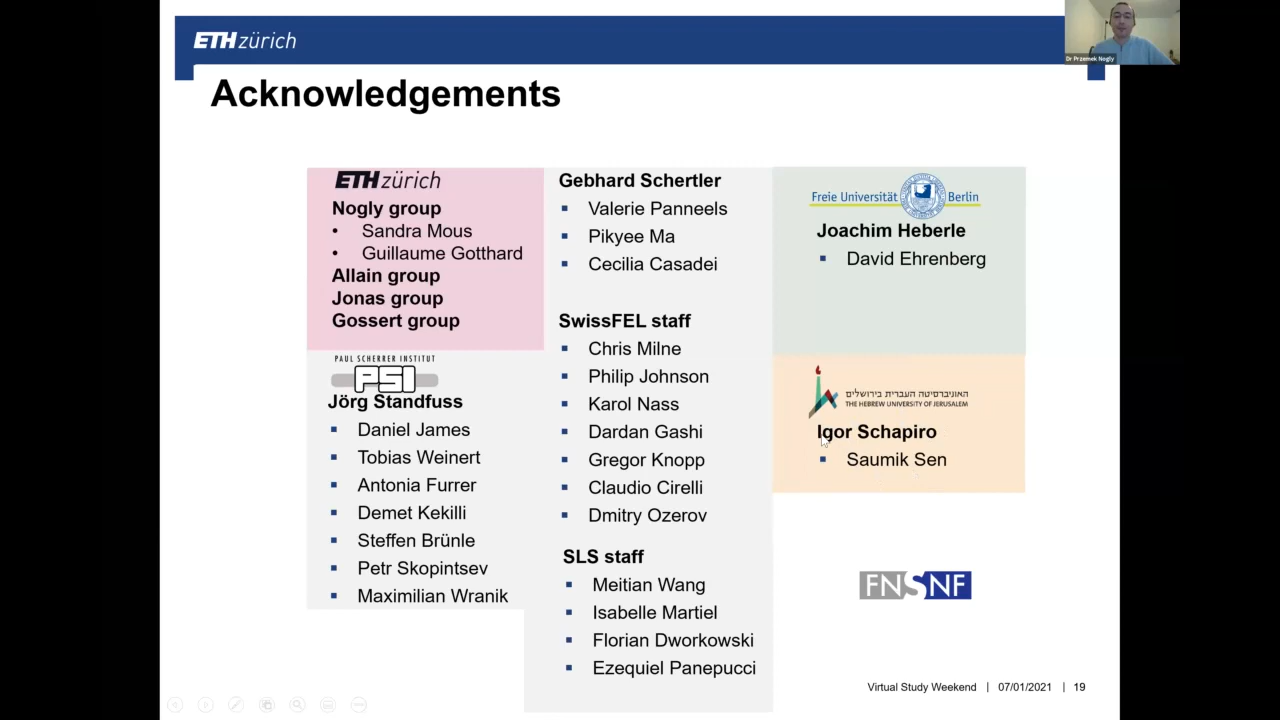 ETH zürich
Dr Przemek Nogly
Acknowledgements
ETH zürich
Nogly group
• Sandra Mous
• Guillaume Gotthard
Allain group
Jonas group
Gossert group
PAUL SCHERRER INSTITUT
PSI
Jörg Standfuss
▪ Daniel James
▪ Tobias Weinert
▪ Antonia Furrer
▪ Demet Kekilli
▪ Steffen Brünle
▪ Petr Skopintsev
▪ Maximilian Wranik
Gebhard Schertler
▪ Valerie Panneels
▪ Pikyee Ma
▪ Cecilia Casadei
SwissFEL staff
▪ Chris Milne
▪ Philip Johnson
▪ Karol Nass
▪ Dardan Gashi
▪ Gregor Knopp
▪ Claudio Cirelli
▪ Dmitry Ozerov
SLS staff
▪ Meitian Wang
▪ Isabelle Martiel
▪ Florian Dworkowski
▪ Ezequiel Panepucci
Freie Universität Berlin
Joachim Heberle
▪ David Ehrenberg
האוניברסיטה העברית בירושלים
THE HEBREW UNIVERSITY OF JERUSALEM
Igor Schapiro
▪ Saumik Sen
FNSNF
Virtual Study Weekend | 07/01/2021 | 19